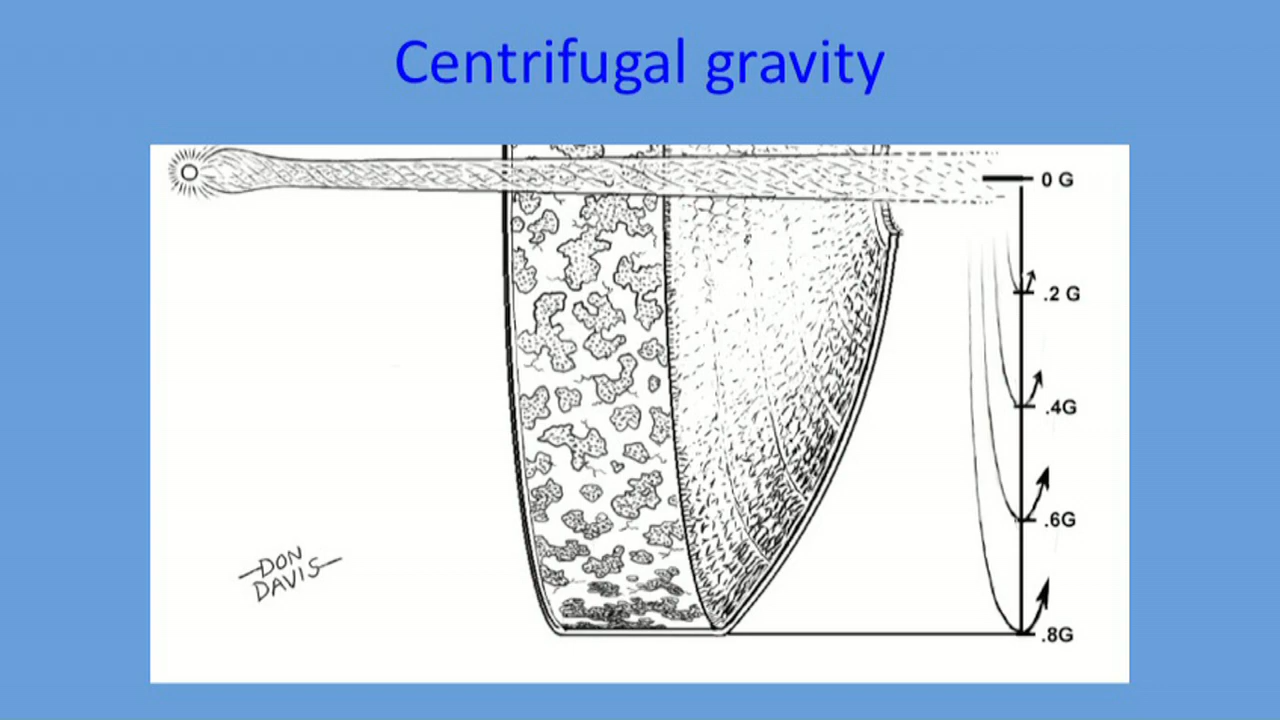 Centrifugal gravity
0 G
.2 G
.4G
.6G
.8G
DON
DAVIS